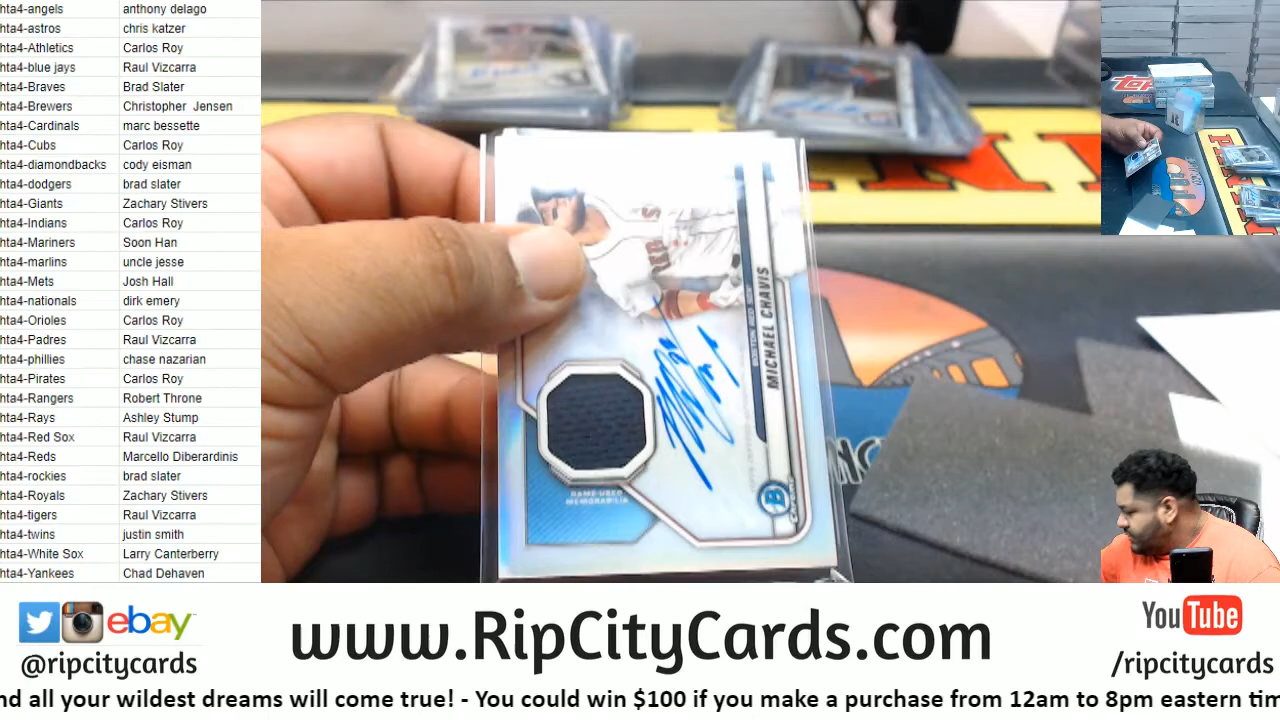 hta4-angels anthony delago
hta4-astros chris katzer
hta4-Athletics Carlos Roy
hta4-blue jays Raul Vizcarra
hta4-Braves Brad Slater
hta4-Brewers Christopher Jensen
hta4-Cardinals marc bessette
hta4-Cubs Carlos Roy
hta4-diamondbacks cody eisman
hta4-dodgers brad slater
hta4-Giants Zachary Stivers
hta4-Indians Carlos Roy
hta4-Mariners Soon Han
hta4-marlins uncle jesse
hta4-Mets Josh Hall
hta4-nationals dirk emery
hta4-Orioles Carlos Roy
hta4-Padres Raul Vizcarra
hta4-phillies chase nazarian
hta4-Pirates Carlos Roy
hta4-Rangers Robert Throne
hta4-Rays Ashley Stump
hta4-Red Sox Raul Vizcarra
hta4-Reds Marcello Diberardinis
hta4-rockies brad slater
hta4-Royals Zachary Stivers
hta4-tigers Raul Vizcarra
hta4-twins justin smith
hta4-White Sox Larry Canterberry
hta4-Yankees Chad Dehaven
BOSTON RED SOX
MICHAEL CHAVIS
GAME-USED
MEMORABILIA
B
Topps
ebay
@ripcitycards
www.RipCityCards.com
YouTube
/ripcitycards
nd all your wildest dreams will come true! - You could win $100 if you make a purchase from 12am to 8pm eastern tim